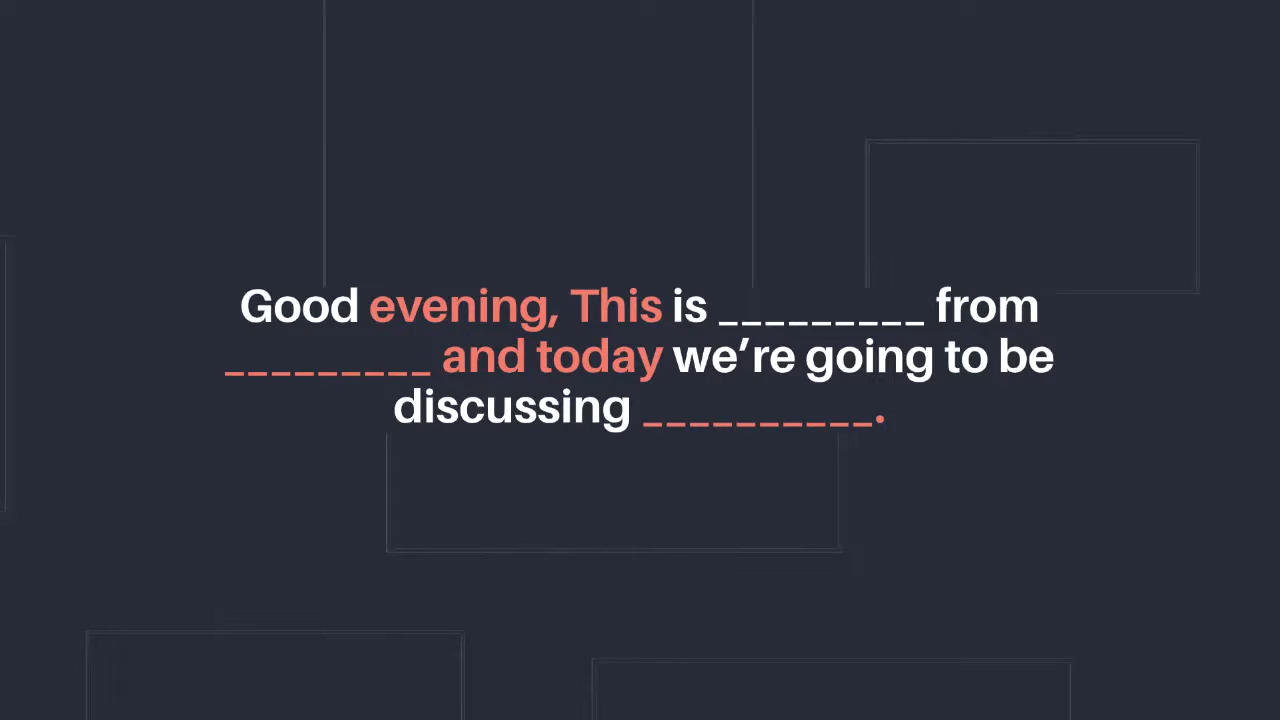 Good evening, This is _________ from
_________ and today we’re going to be
discussing __________.